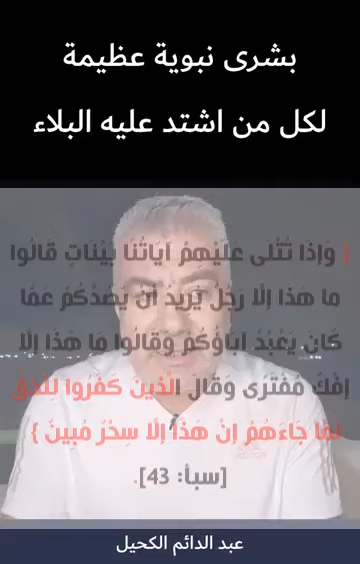 بشرى نبوية عظيمة
لكل من اشتد عليه البلاء
{ وَإِذَا تُتْلَى عَلَيْهِمْ آيَاتُنَا بَيِّنَاتٍ قَالُوا
مَا هَذَا إِلَّا رَجُلٌ يُرِيدُ أَنْ يَصُدَّكُمْ عَمَّا
كَانَ يَعْبُدُ آبَاؤُكُمْ وَقَالُوا مَا هَذَا إِلَّا
إِفْكٌ مُفْتَرًى وَقَالَ الَّذِينَ كَفَرُوا لِلْحَقِّ
لَمَّا جَاءَهُمْ إِنْ هَذَا إِلَّا سِحْرٌ مُبِينٌ }
[سبأ: 43].
عبد الدائم الكحيل